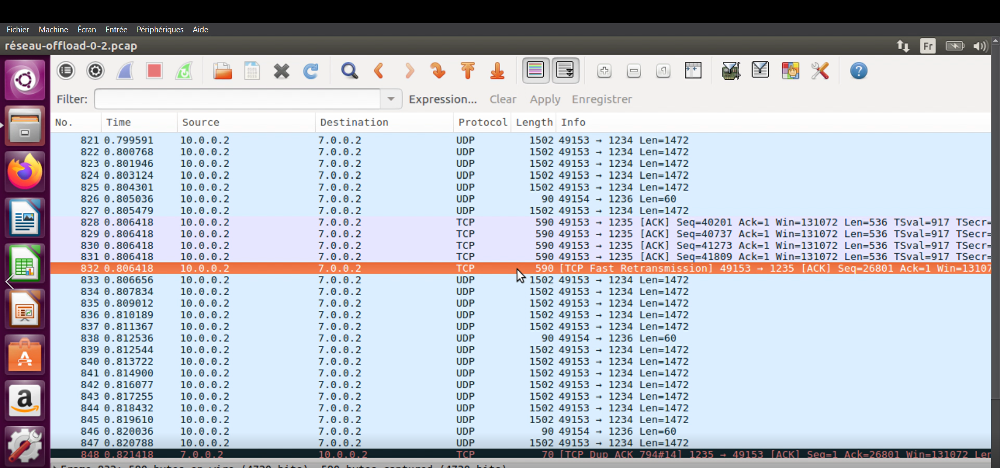 Fichier Machine Écran Entrée Périphériques Aide
réseau-offload-0-2.pcap Fr
Filter: Expression... Clear Apply Enregistrer
No. Time Source Destination Protocol Length Info
821 0.799591 10.0.0.2 7.0.0.2 UDP 1502 49153 → 1234 Len=1472
822 0.800768 10.0.0.2 7.0.0.2 UDP 1502 49153 → 1234 Len=1472
823 0.801946 10.0.0.2 7.0.0.2 UDP 1502 49153 → 1234 Len=1472
824 0.803124 10.0.0.2 7.0.0.2 UDP 1502 49153 → 1234 Len=1472
825 0.804301 10.0.0.2 7.0.0.2 UDP 1502 49153 → 1234 Len=1472
826 0.805036 10.0.0.2 7.0.0.2 UDP 90 49154 → 1236 Len=60
827 0.805479 10.0.0.2 7.0.0.2 UDP 1502 49153 → 1234 Len=1472
828 0.806418 10.0.0.2 7.0.0.2 TCP 590 49153 → 1235 [ACK] Seq=40201 Ack=1 Win=131072 Len=536 TSval=917 TSecr=
829 0.806418 10.0.0.2 7.0.0.2 TCP 590 49153 → 1235 [ACK] Seq=40737 Ack=1 Win=131072 Len=536 TSval=917 TSecr=
830 0.806418 10.0.0.2 7.0.0.2 TCP 590 49153 → 1235 [ACK] Seq=41273 Ack=1 Win=131072 Len=536 TSval=917 TSecr=
831 0.806418 10.0.0.2 7.0.0.2 TCP 590 49153 → 1235 [ACK] Seq=41809 Ack=1 Win=131072 Len=536 TSval=917 TSecr=
832 0.806418 10.0.0.2 7.0.0.2 TCP 590 [TCP Fast Retransmission] 49153 → 1235 [ACK] Seq=26801 Ack=1 Win=13107
833 0.806656 10.0.0.2 7.0.0.2 UDP 1502 49153 → 1234 Len=1472
834 0.807834 10.0.0.2 7.0.0.2 UDP 1502 49153 → 1234 Len=1472
835 0.809012 10.0.0.2 7.0.0.2 UDP 1502 49153 → 1234 Len=1472
836 0.810189 10.0.0.2 7.0.0.2 UDP 1502 49153 → 1234 Len=1472
837 0.811367 10.0.0.2 7.0.0.2 UDP 1502 49153 → 1234 Len=1472
838 0.812536 10.0.0.2 7.0.0.2 UDP 90 49154 → 1236 Len=60
839 0.812544 10.0.0.2 7.0.0.2 UDP 1502 49153 → 1234 Len=1472
840 0.813722 10.0.0.2 7.0.0.2 UDP 1502 49153 → 1234 Len=1472
841 0.814900 10.0.0.2 7.0.0.2 UDP 1502 49153 → 1234 Len=1472
842 0.816077 10.0.0.2 7.0.0.2 UDP 1502 49153 → 1234 Len=1472
843 0.817255 10.0.0.2 7.0.0.2 UDP 1502 49153 → 1234 Len=1472
844 0.818432 10.0.0.2 7.0.0.2 UDP 1502 49153 → 1234 Len=1472
845 0.819610 10.0.0.2 7.0.0.2 UDP 1502 49153 → 1234 Len=1472
846 0.820036 10.0.0.2 7.0.0.2 UDP 90 49154 → 1236 Len=60
847 0.820788 10.0.0.2 7.0.0.2 UDP 1502 49153 → 1234 Len=1472
848 0.821418 7.0.0.2 10.0.0.2 TCP 70 [TCP Dup ACK 794#14] 1235 → 49153 [ACK] Seq=1 Ack=26801 Win=131072 Len